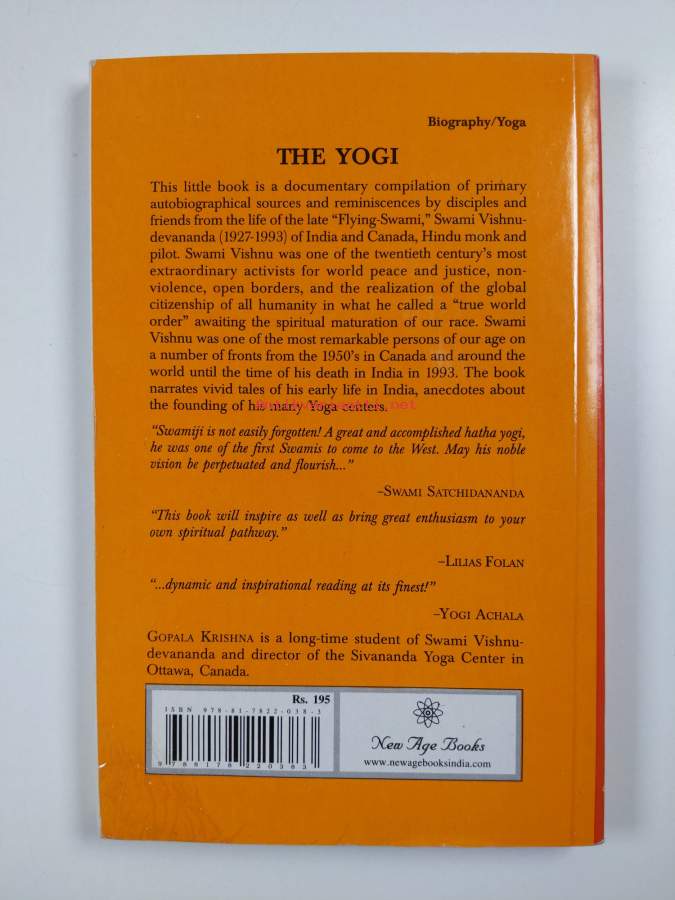 Biography/Yoga
THE YOGI
This little book is a documentary compilation of primary
autobiographical sources and reminiscences by disciples and
friends from the life of the late “Flying-Swami,” Swami Vishnu-
devananda (1927-1993) of India and Canada, Hindu monk and
pilot. Swami Vishnu was one of the twentieth century’s most
extraordinary activists for world peace and justice, non-
violence, open borders, and the realization of the global
citizenship of all humanity in what he called a “true world
order” awaiting the spiritual maturation of our race. Swami
Vishnu was one of the most remarkable persons of our age on
a number of fronts from the 1950’s in Canada and around the
world until the time of his death in India in 1993. The book
narrates vivid tales of his early life in India, anecdotes about
the founding of his many Yoga centers.
“Swamiji is not easily forgotten! A great and accomplished hatha yogi,
he was one of the first Swamis to come to the West. May his noble
vision be perpetuated and flourish...”
–SWAMI SATCHIDANANDA
“This book will inspire as well as bring great enthusiasm to your
own spiritual pathway.”
–LILIAS FOLAN
“...dynamic and inspirational reading at its finest!”
–YOGI ACHALA
GOPALA KRISHNA is a long-time student of Swami Vishnu-
devananda and director of the Sivananda Yoga Center in
Ottawa, Canada.
Rs. 195
ISBN 978-81-7822-038-3
9 788178 220383
New Age Books
www.newagebooksindia.com